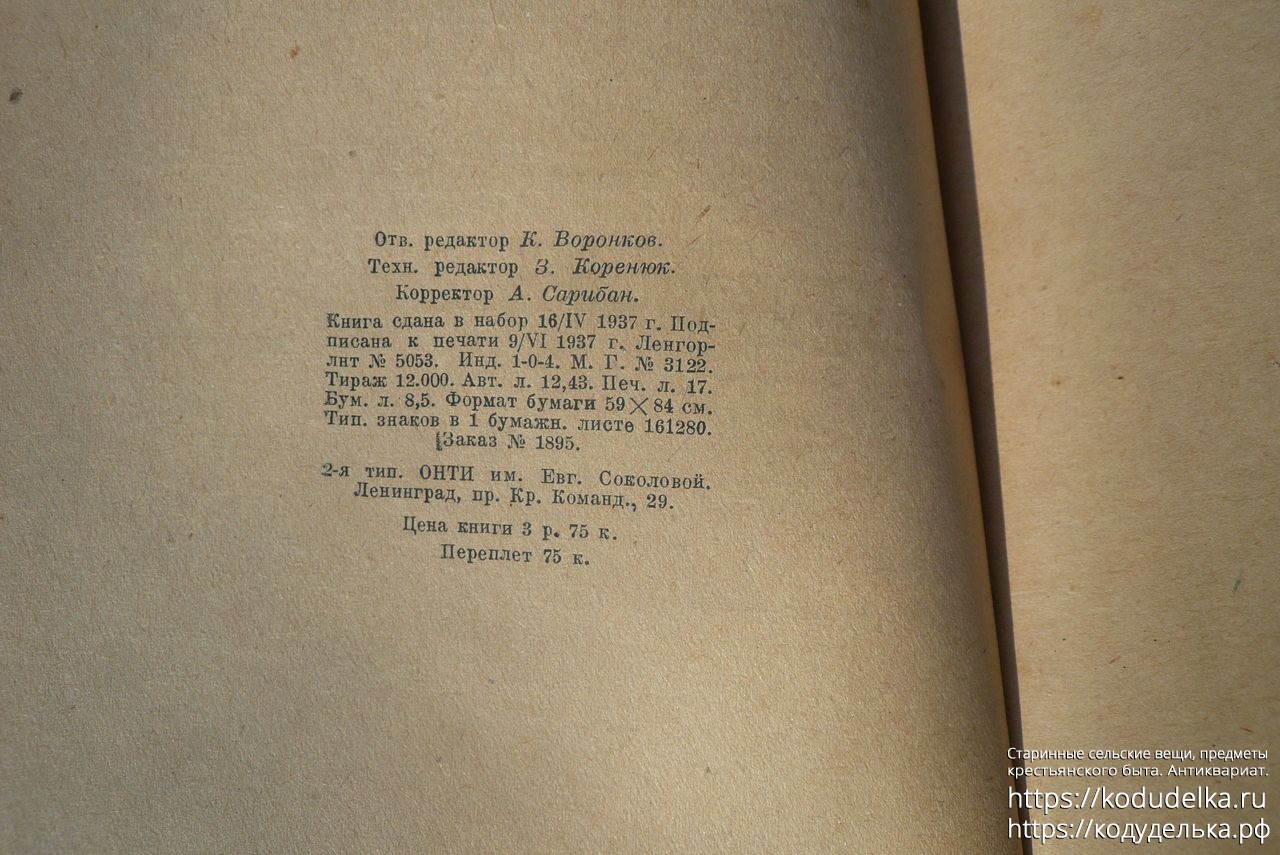 Отв. редактор К. Воронков.
Техн. редактор З. Коренюк.
Корректор А. Сарибан.
Книга сдана в набор 16/IV 1937 г. Под-
писана к печати 9/VI 1937 г. Ленгор-
лит № 5053. Инд. 1-0-4. М. Г. № 3122.
Тираж 12.000. Авт. л. 12,43. Печ. л. 17.
Бум. л. 8,5. Формат бумаги 59✕84 см.
Тип. знаков в 1 бумажн. листе 161280.
Заказ № 1895.
2-я тип. ОНТИ им. Евг. Соколовой.
Ленинград, пр. Кр. Команд., 29.
Цена книги 3 р. 75 к.
Переплет 75 к.
Старинные сельские вещи, предметы
крестьянского быта. Антиквариат.
https://kodudelka.ru
https://кодуделька.рф